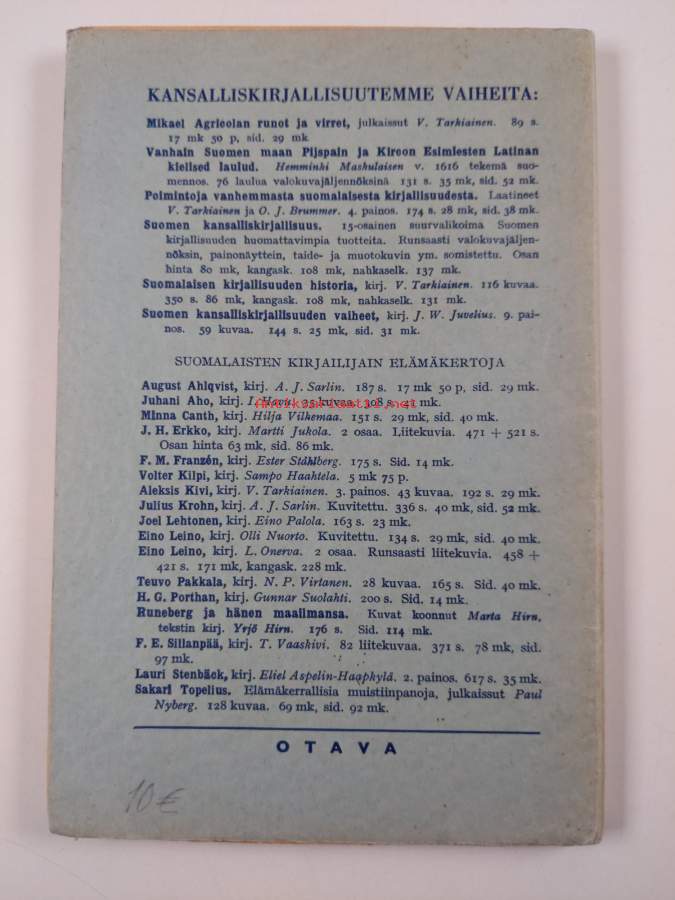 KANSALLISKIRJALLISUUTEMME VAIHEITA:
Mikael Agricolan runot ja virret, julkaissut V. Tarkiainen. 89 s.
17 mk 50 p, sid. 29 mk
Vanhain Suomen maan Pijspain ja Kircon Esimiesten Latinan
kieliset laulud. Hemminki Maskulaisen v. 1616 tekemä suo-
mennos. 76 laulua valokuvajäljennöksinä 131 s. 35 mk, sid. 52 mk.
Poimintoja vanhemmasta suomalaisesta kirjallisuudesta. Laatineet
V. Tarkiainen ja O. J. Brummer. 4. painos. 174 s. 28 mk, sid. 38 mk.
Suomen kansalliskirjallisuus. 15-osainen suurvalikoima Suomen
kirjallisuuden huomattavimpia tuotteita. Runsaasti valokuvajäljen-
nöksin, painonäyttein, taide- ja muotokuvin ym. somistettu. Osan
hinta 80 mk, kangask. 108 mk, nahkaselk. 137 mk.
Suomalaisen kirjallisuuden historia, kirj. V. Tarkiainen. 116 kuvaa.
350 s. 86 mk, kangask. 108 mk, nahkaselk. 131 mk.
Suomen kansalliskirjallisuuden vaiheet, kirj. J. W. Juvelius. 9. pai-
nos. 59 kuvaa. 144 s. 25 mk, sid. 31 mk.
SUOMALAISTEN KIRJAILIJAIN ELÄMÄKERTOJA
August Ahlqvist, kirj. A. J. Sarlin. 187 s. 17 mk 50 p, sid. 29 mk.
Juhani Aho, kirj. I. Havu. 25 kuvaa. 308 s. 41 mk.
Antikvariaatti.net
Minna Canth, kirj. Hilja Vilkemaa. 151 s. 29 mk, sid. 40 mk.
J. H. Erkko, kirj. Martti Jukola. 2 osaa. Liitekuvia. 471 + 521 s.
Osan hinta 63 mk, sid. 86 mk.
F. M. Franzén, kirj. Ester Ståhlberg. 175 s. Sid. 14 mk.
Volter Kilpi, kirj. Sampo Haahtela. 5 mk 75 p.
Aleksis Kivi, kirj. V. Tarkiainen. 3. painos. 43 kuvaa. 192 s. 29 mk.
Julius Krohn, kirj. A. J. Sarlin. Kuvitettu. 336 s. 40 mk, sid. 52 mk.
Joel Lehtonen, kirj. Eino Palola. 163 s. 23 mk.
Eino Leino, kirj. Olli Nuorto. Kuvitettu. 134 s. 29 mk, sid. 40 mk.
Eino Leino, kirj. L. Onerva. 2 osaa. Runsaasti liitekuvia. 458 +
421 s. 171 mk, kangask. 228 mk.
Teuvo Pakkala, kirj. N. P. Virtanen. 28 kuvaa. 165 s. Sid. 40 mk.
H. G. Porthan, kirj. Gunnar Suolahti. 200 s. Sid. 14 mk.
Runeberg ja hänen maailmansa. Kuvat koonnut Marta Hirn,
tekstin kirj. Yrjö Hirn. 176 s. Sid. 114 mk.
F. E. Sillanpää, kirj. T. Vaaskivi. 82 liitekuvaa. 371 s. 78 mk, sid.
97 mk.
Lauri Stenbäck, kirj. Eliel Aspelin-Haapkylä. 2. painos. 617 s. 35 mk.
Sakari Topelius. Elämäkerrallisia muistiinpanoja, julkaissut Paul
Nyberg. 128 kuvaa. 69 mk, sid. 92 mk.
OTAVA
10 €